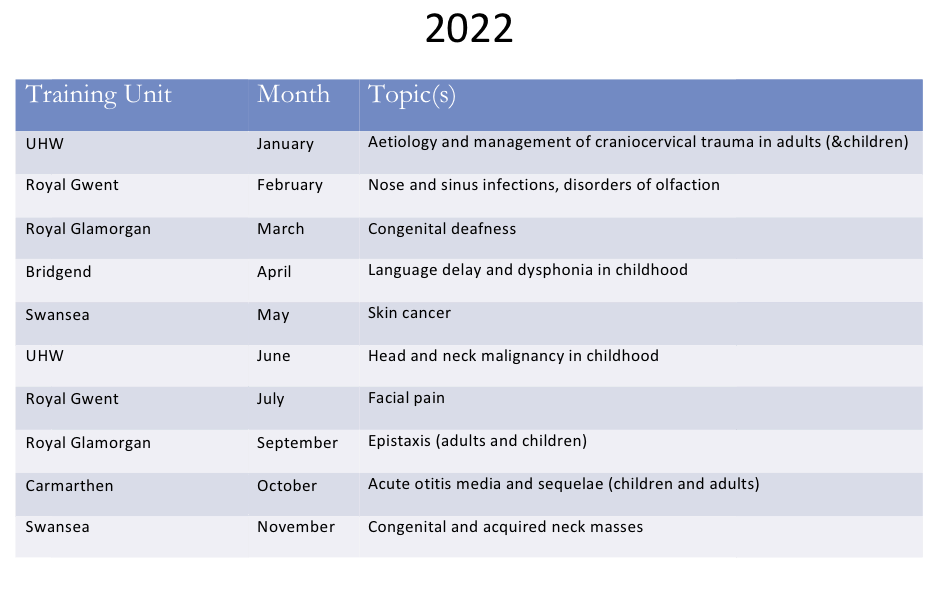 2022
Training Unit Month Topic(s)
UHW January Aetiology and management of craniocervical trauma in adults (&children)
Royal Gwent February Nose and sinus infections, disorders of olfaction
Royal Glamorgan March Congenital deafness
Bridgend April Language delay and dysphonia in childhood
Swansea May Skin cancer
UHW June Head and neck malignancy in childhood
Royal Gwent July Facial pain
Royal Glamorgan September Epistaxis (adults and children)
Carmarthen October Acute otitis media and sequelae (children and adults)
Swansea November Congenital and acquired neck masses